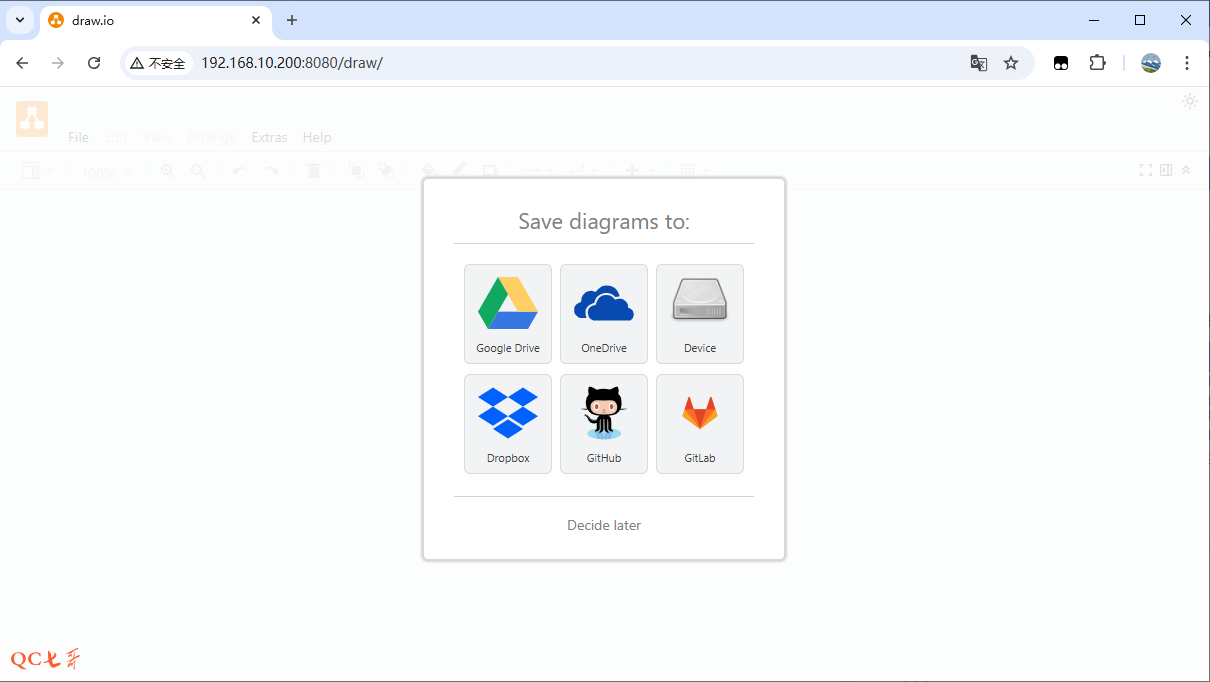 draw.io
不安全
192.168.10.200:8080/draw/
File Edit View Arrange Extras Help
100%
Save diagrams to:
Google Drive OneDrive Device
Dropbox GitHub GitLab
Decide later
QC七哥